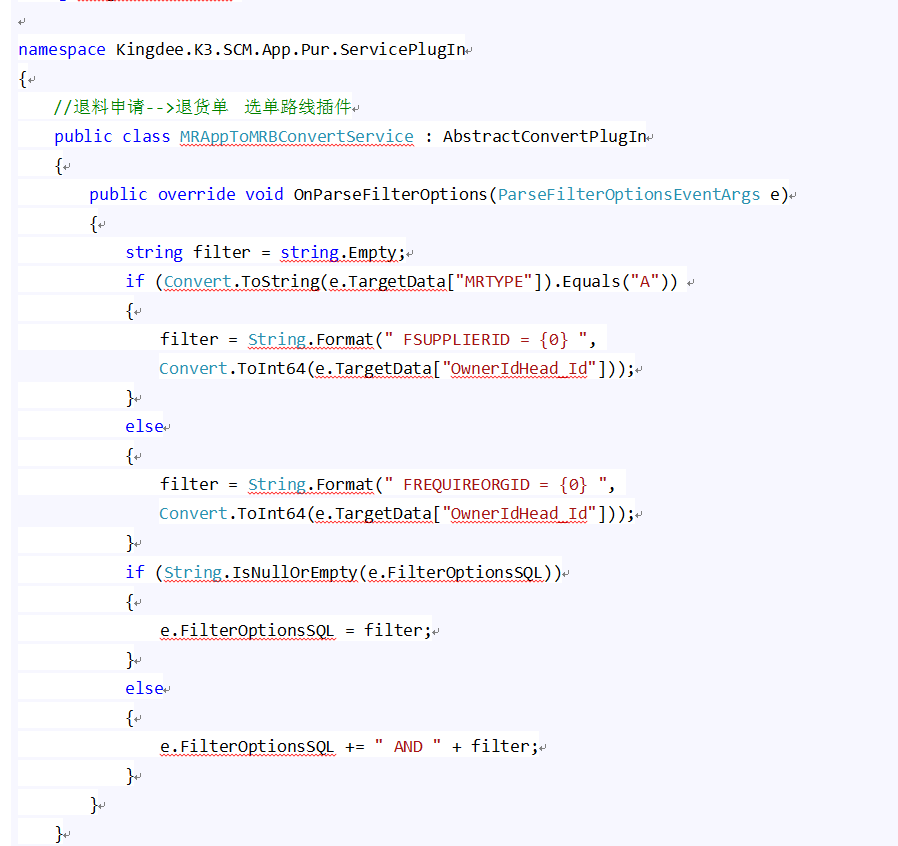 namespace Kingdee.K3.SCM.App.Pur.ServicePlugIn
{
//退料申请-->退货单 选单路线插件
public class MRAppToMRBConvertService : AbstractConvertPlugIn
{
public override void OnParseFilterOptions(ParseFilterOptionsEventArgs e)
{
string filter = string.Empty;
if (Convert.ToString(e.TargetData["MRTYPE"]).Equals("A"))
{
filter = String.Format(" FSUPPLIERID = {0} ",
Convert.ToInt64(e.TargetData["OwnerIdHead_Id"]));
}
else
{
filter = String.Format(" FREQUIREORGID = {0} ",
Convert.ToInt64(e.TargetData["OwnerIdHead_Id"]));
}
if (String.IsNullOrEmpty(e.FilterOptionsSQL))
{
e.FilterOptionsSQL = filter;
}
else
{
e.FilterOptionsSQL += " AND " + filter;
}
}
}